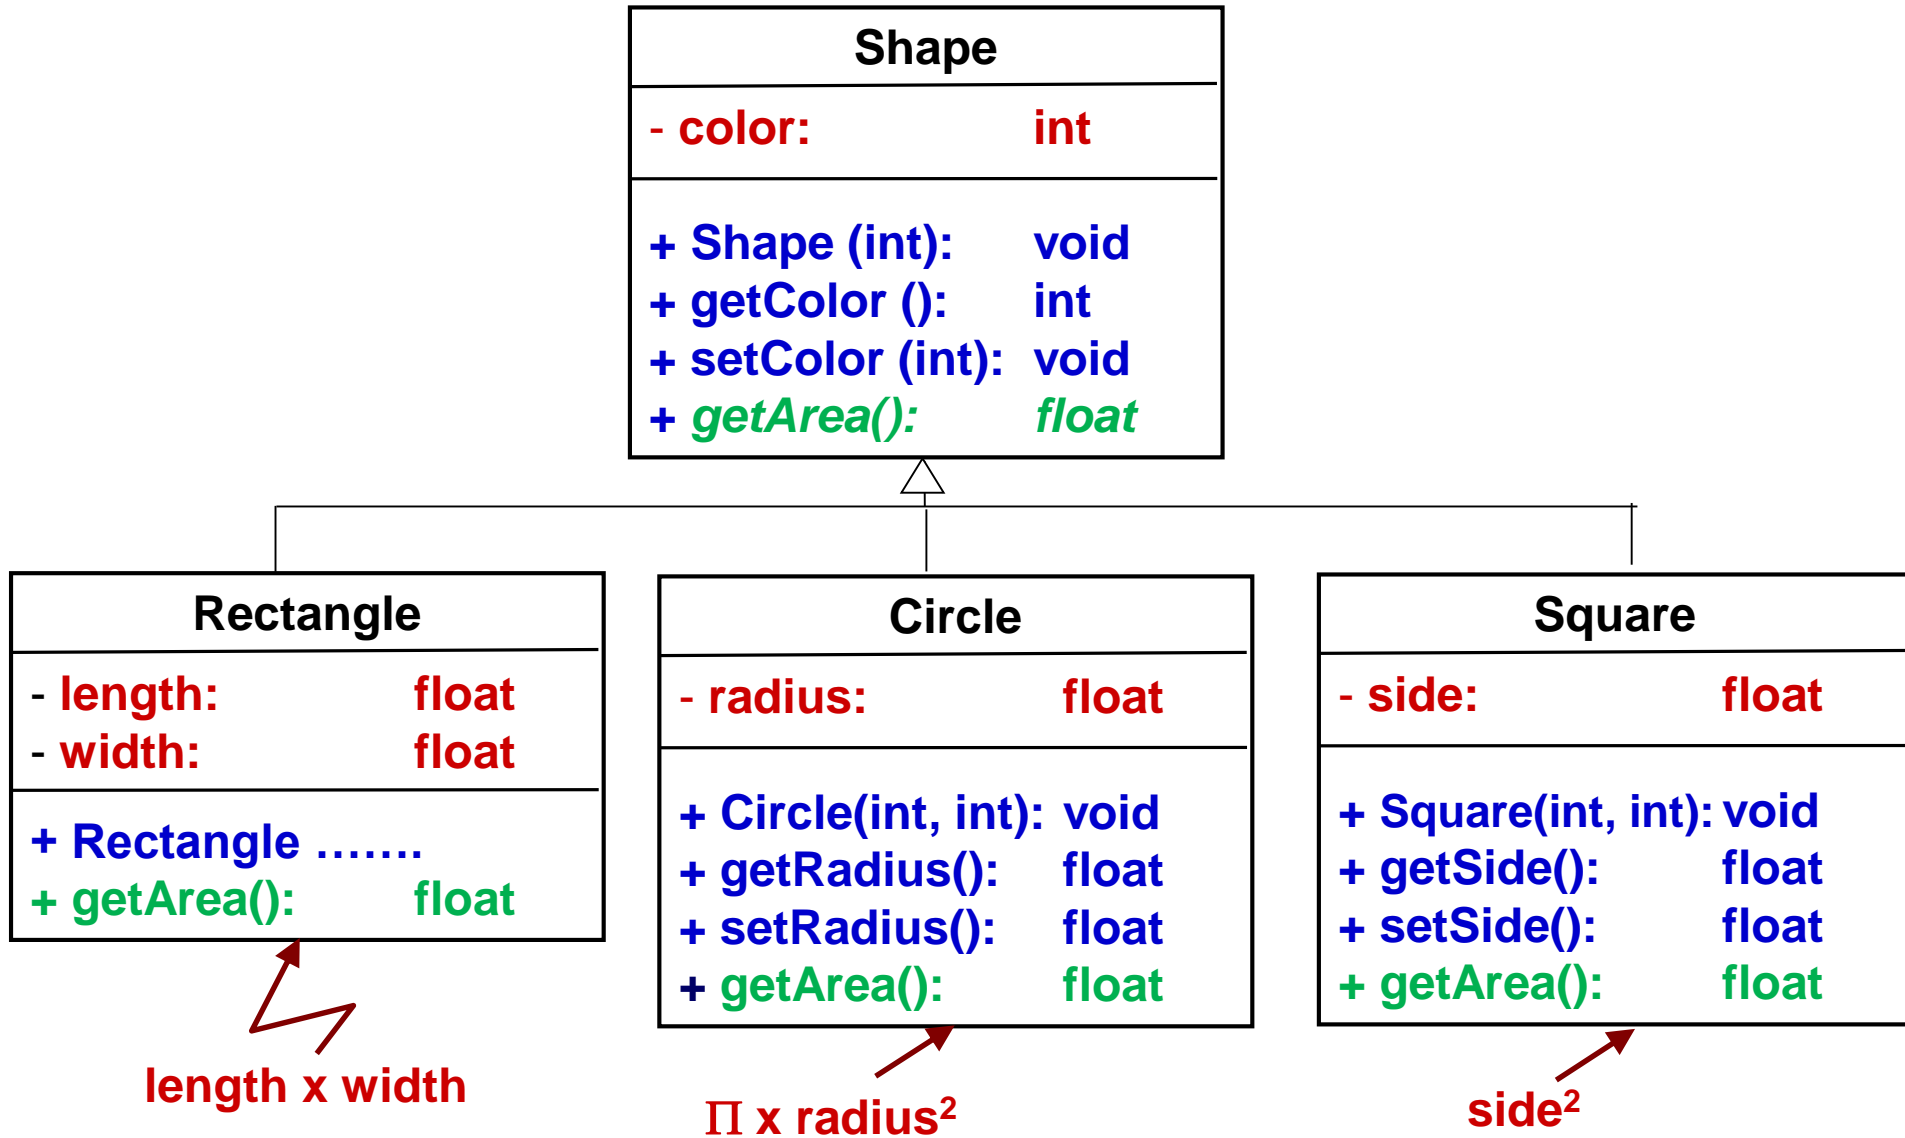 Shape
- color: int
+ Shape (int): void
+ getColor (): int
+ setColor (int): void
+ getArea(): float
Rectangle
- length: float
- width: float
+ Rectangle …….
+ getArea(): float
length x width
Circle
- radius: float
+ Circle(int, int): void
+ getRadius(): float
+ setRadius(): float
+ getArea(): float
Π x radius²
Square
- side: float
+ Square(int, int): void
+ getSide(): float
+ setSide(): float
+ getArea(): float
side²